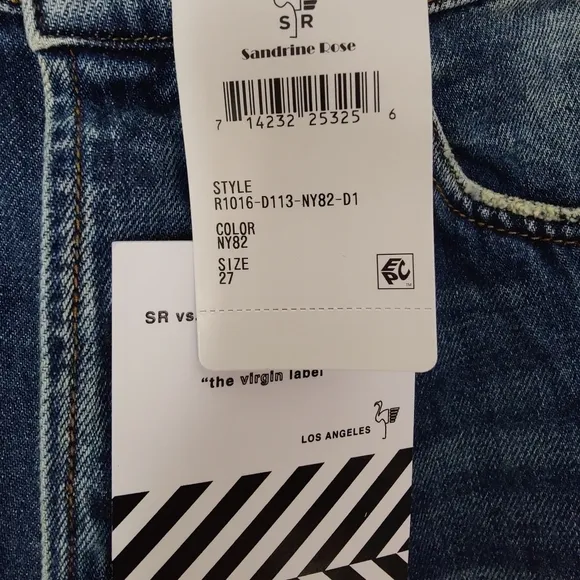 S R
Sandrine Rose
7 14232 25325 6
STYLE
R1016-D113-NY82-D1
COLOR
NY82
SIZE
27
EPC
SR vs.
"the virgin label
LOS ANGELES